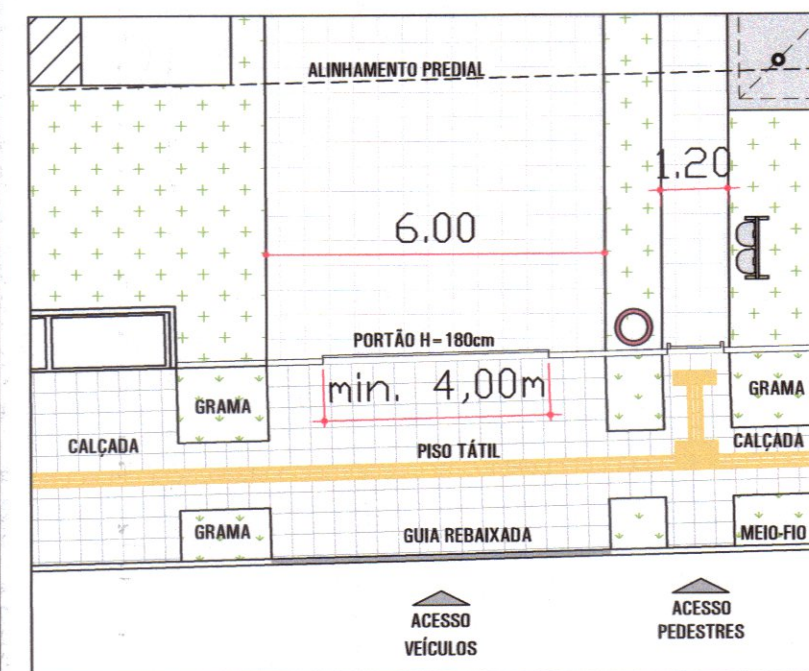 ALINHAMENTO PREDIAL
1.20
6.00
PORTÃO H=180cm
min. 4,00m
GRAMA
GRAMA
CALÇADA
PISO TÁTIL
CALÇADA
GRAMA
GUIA REBAIXADA
MEIO-FIO
ACESSO
VEÍCULOS
ACESSO
PEDESTRES